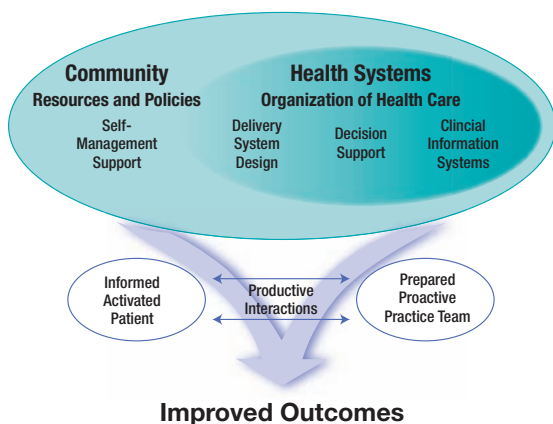 Community
Resources and Policies
Self-
Management
Support
Health Systems
Organization of Health Care
Delivery
System
Design
Decision
Support
Clincial
Information
Systems
Informed
Activated
Patient
Productive
Interactions
Prepared
Proactive
Practice Team
Improved Outcomes